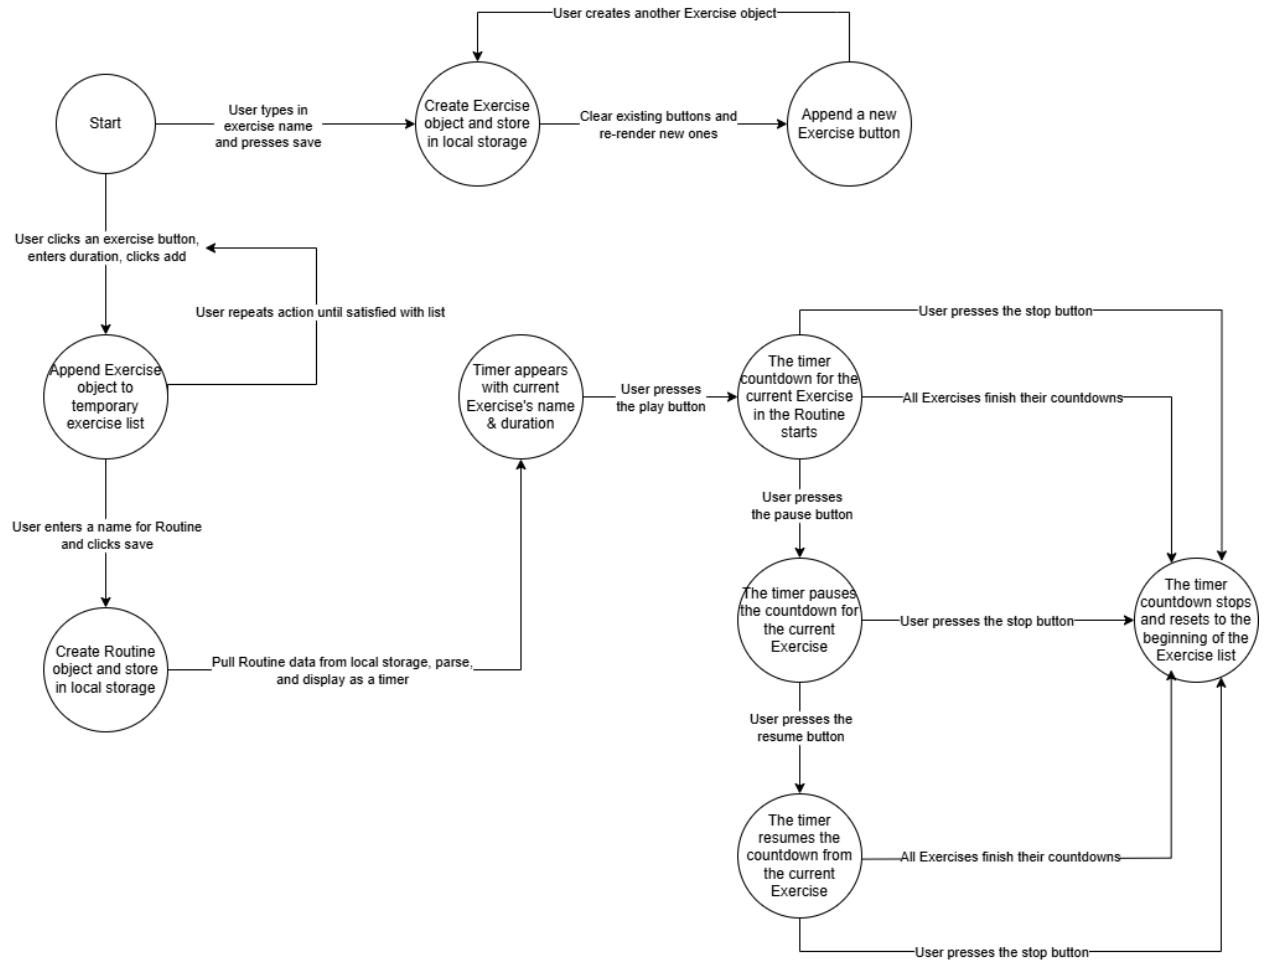 User creates another Exercise object
Start
User types in
exercise name
and presses save
Create Exercise
object and store
in local storage
Clear existing buttons and
re-render new ones
Append a new
Exercise button
User clicks an exercise button,
enters duration, clicks add
User repeats action until satisfied with list
Append Exercise
object to
temporary
exercise list
User enters a name for Routine
and clicks save
Create Routine
object and store
in local storage
Pull Routine data from local storage, parse,
and display as a timer
Timer appears
with current
Exercise's name
& duration
User presses
the play button
The timer
countdown for the
current Exercise
in the Routine
starts
User presses the stop button
All Exercises finish their countdowns
User presses
the pause button
The timer pauses
the countdown for
the current
Exercise
User presses the stop button
The timer
countdown stops
and resets to the
beginning of the
Exercise list
User presses the
resume button
The timer
resumes the
countdown from
the current
Exercise
All Exercises finish their countdowns
User presses the stop button